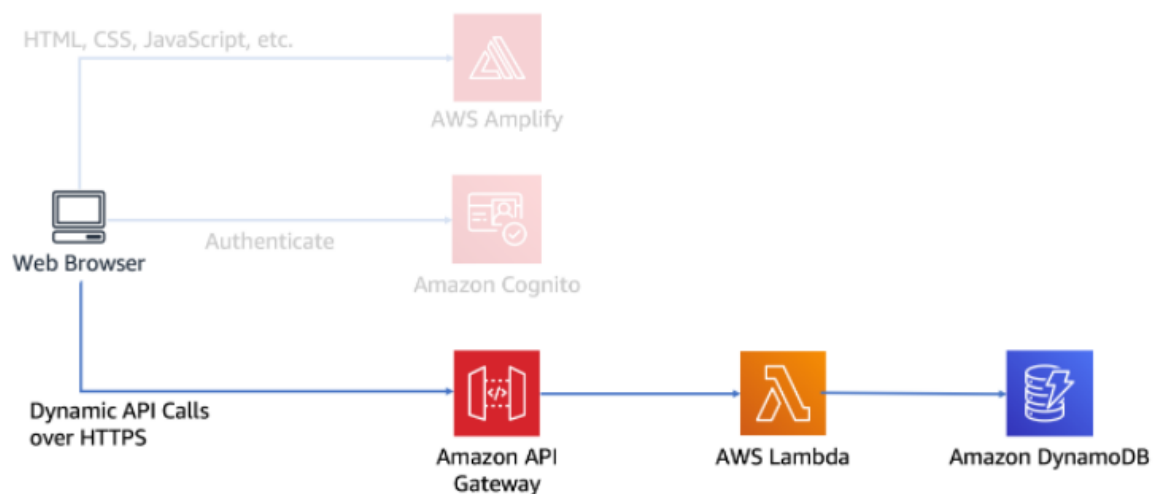 HTML, CSS, JavaScript, etc.
AWS Amplify
Web Browser
Authenticate
Amazon Cognito
Dynamic API Calls
over HTTPS
Amazon API
Gateway
AWS Lambda
Amazon DynamoDB